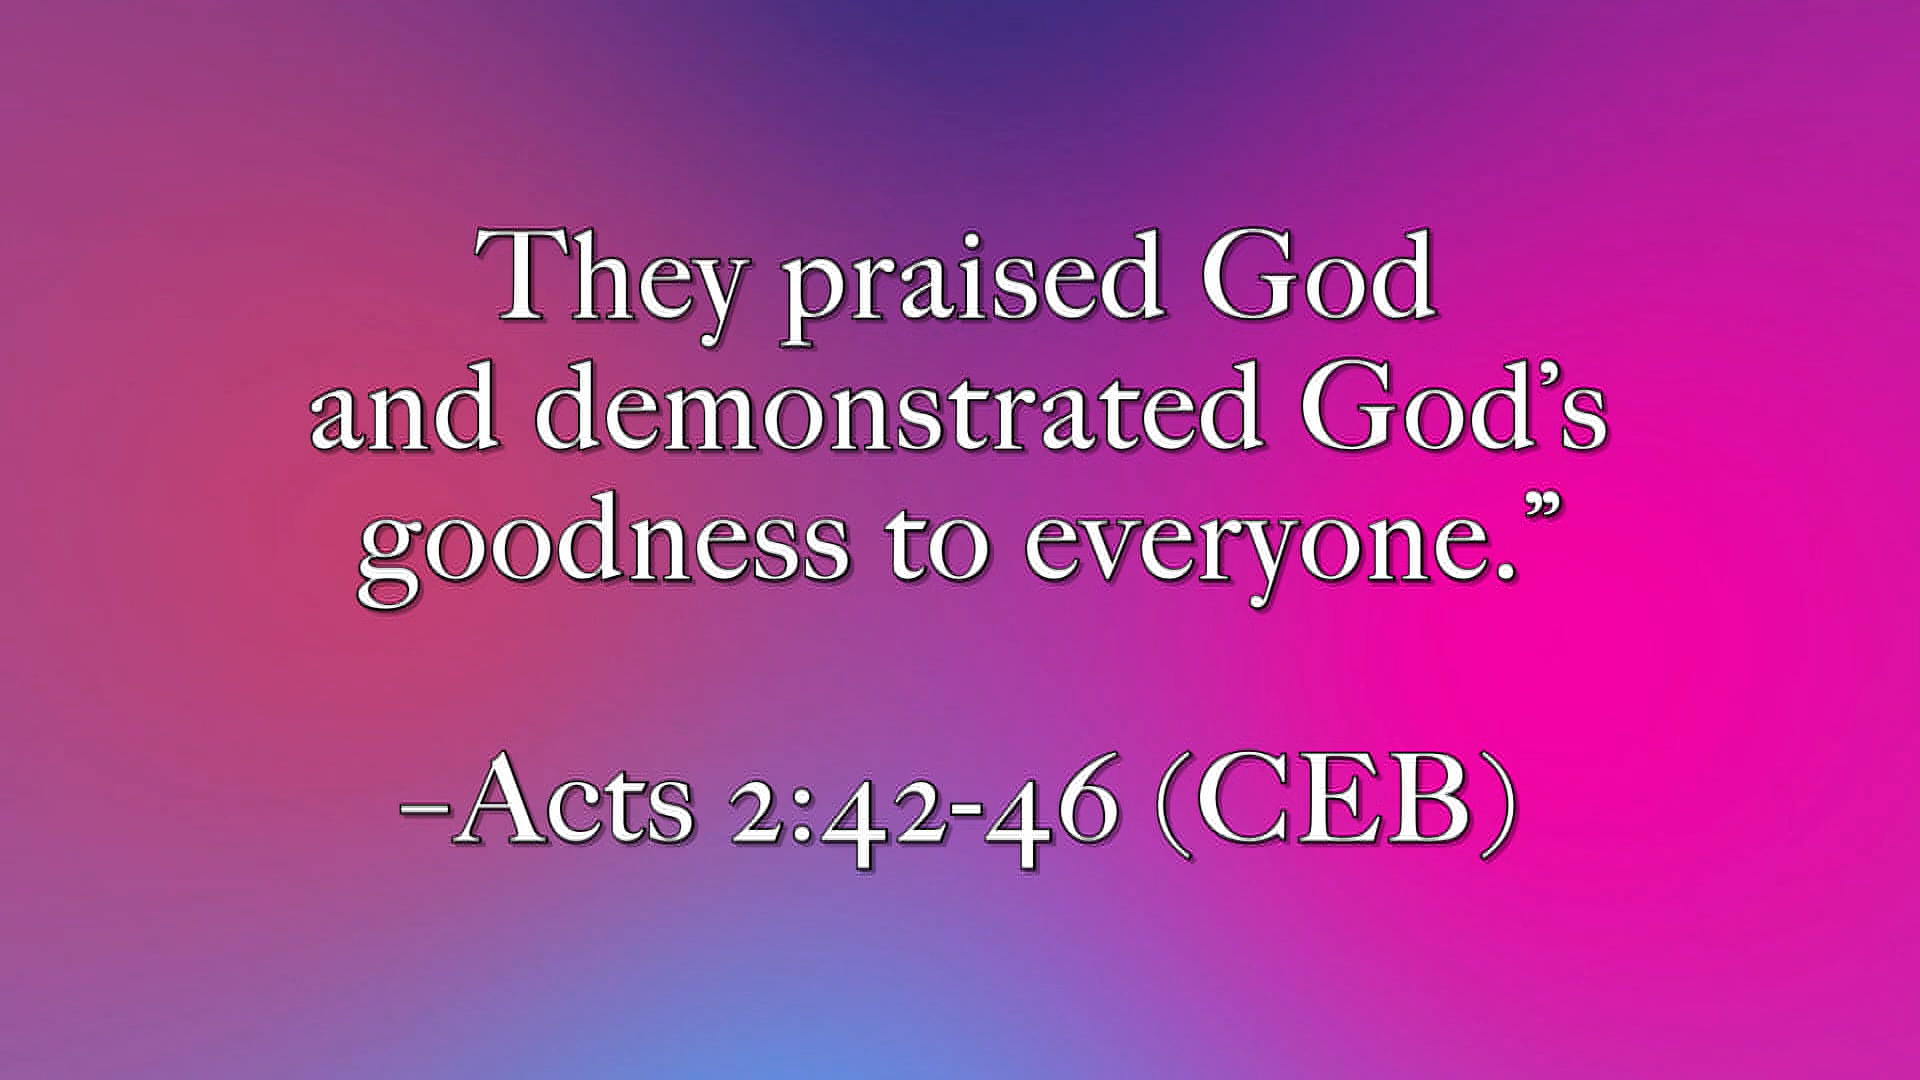 They praised God
and demonstrated God’s
goodness to everyone.”
–Acts 2:42-46 (CEB)